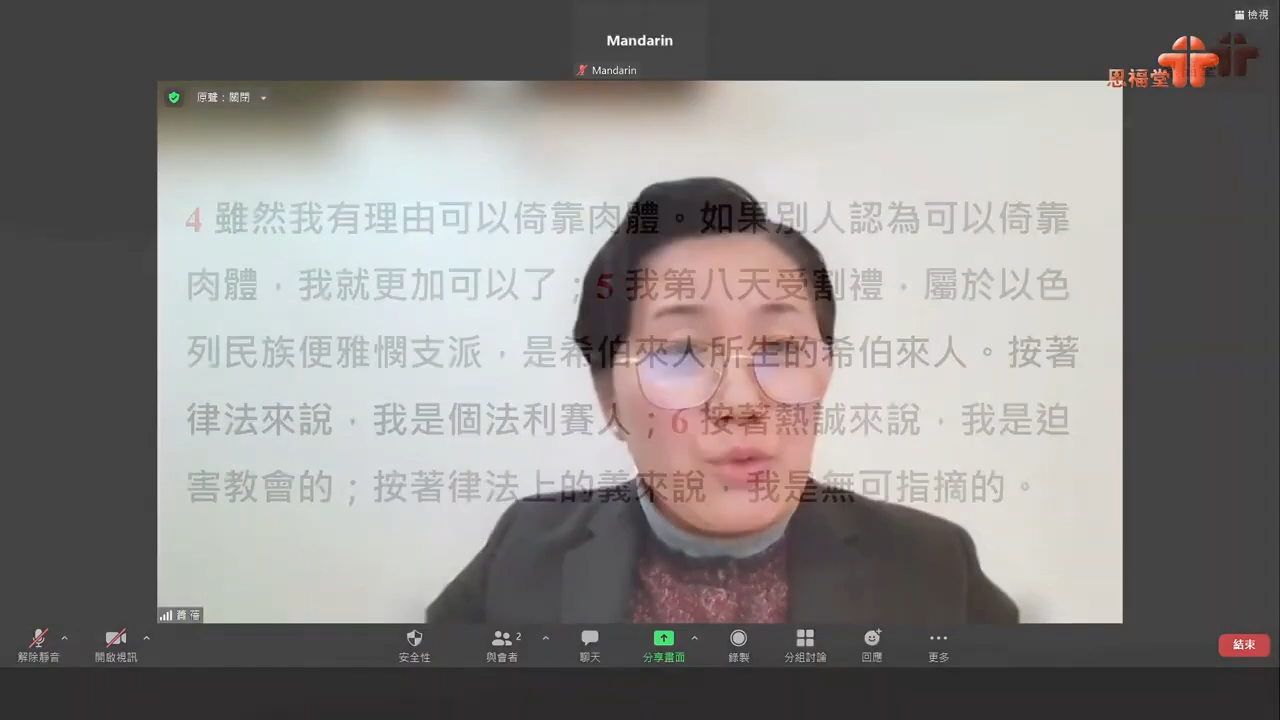 檢視
Mandarin
Mandarin
恩福堂
原聲：關閉
4 雖然我有理由可以倚靠肉體。如果別人認為可以倚靠
肉體，我就更加可以了；5 我第八天受割禮，屬於以色
列民族便雅憫支派，是希伯來人所生的希伯來人。按著
律法來說，我是個法利賽人；6 按著熱誠來說，我是迫
害教會的；按著律法上的義來說，我是無可指摘的。
解除靜音
開啟視訊
安全性
2
與會者
聊天
分享畫面
錄製
分組討論
回應
更多
結束